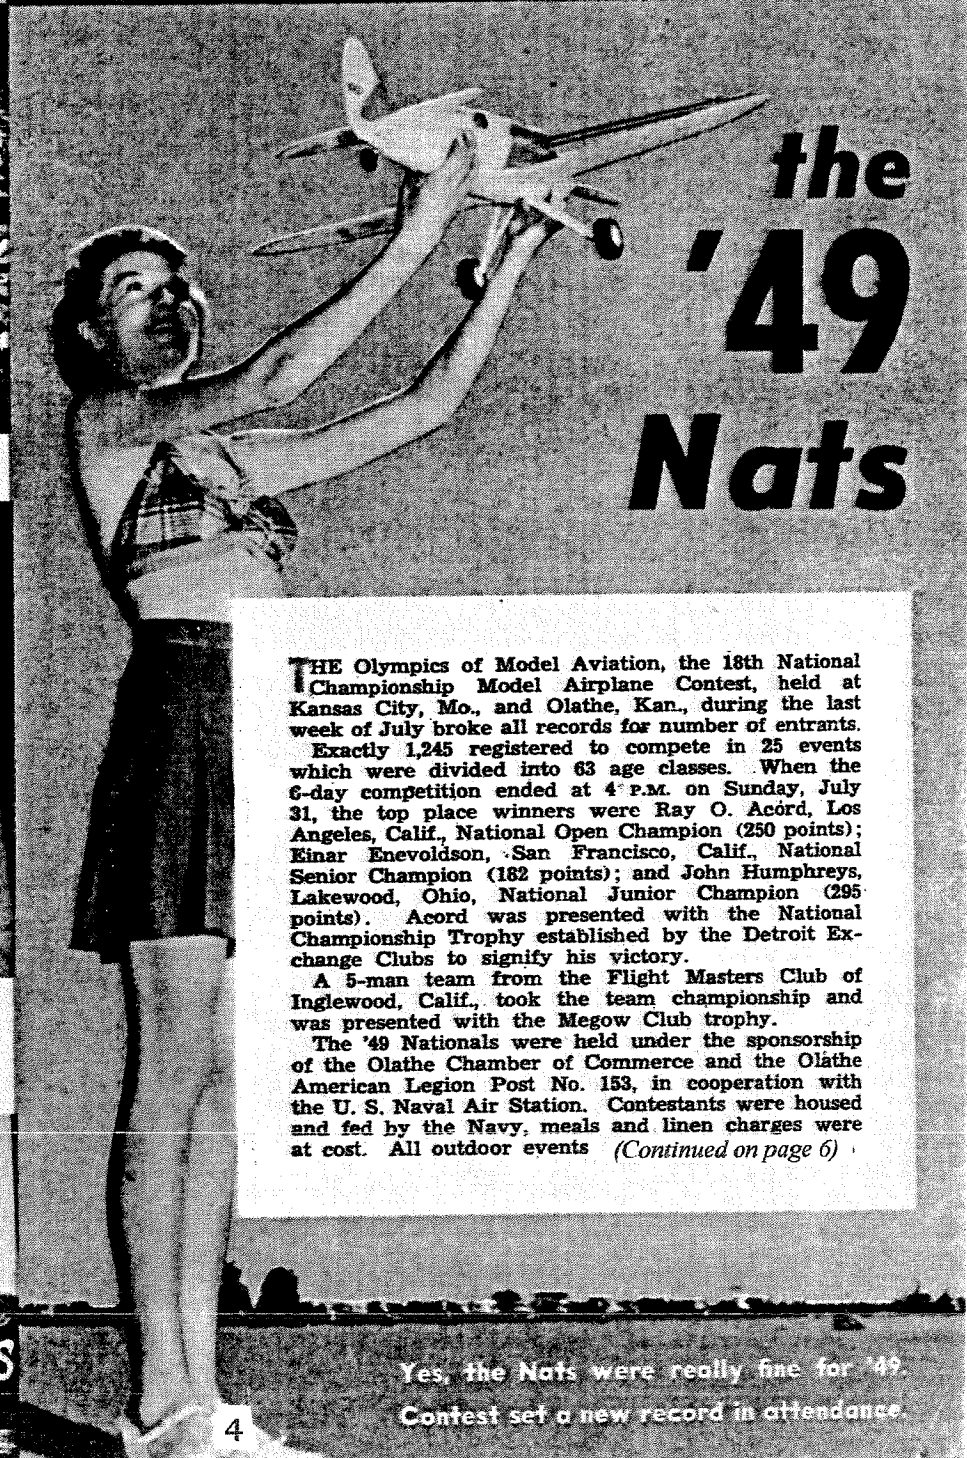 the
'49
Nats
THE Olympics of Model Aviation, the 18th National
Championship Model Airplane Contest, held at
Kansas City, Mo., and Olathe, Kan., during the last
week of July broke all records for number of entrants.
Exactly 1,245 registered to compete in 25 events
which were divided into 63 age classes. When the
6-day competition ended at 4 P.M. on Sunday, July
31, the top place winners were Ray O. Acord, Los
Angeles, Calif., National Open Champion (250 points);
Einar Enevoldson, San Francisco, Calif., National
Senior Champion (182 points); and John Humphreys,
Lakewood, Ohio, National Junior Champion (295
points). Acord was presented with the National
Championship Trophy established by the Detroit Ex-
change Clubs to signify his victory.
A 5-man team from the Flight Masters Club of
Inglewood, Calif., took the team championship and
was presented with the Megow Club trophy.
The '49 Nationals were held under the sponsorship
of the Olathe Chamber of Commerce and the Olathe
American Legion Post No. 153, in cooperation with
the U. S. Naval Air Station. Contestants were housed
and fed by the Navy, meals and linen charges were
at cost. All outdoor events (Continued on page 6)
Yes, the Nats were really fine for '49.
Contest set a new record in attendance.
4
S